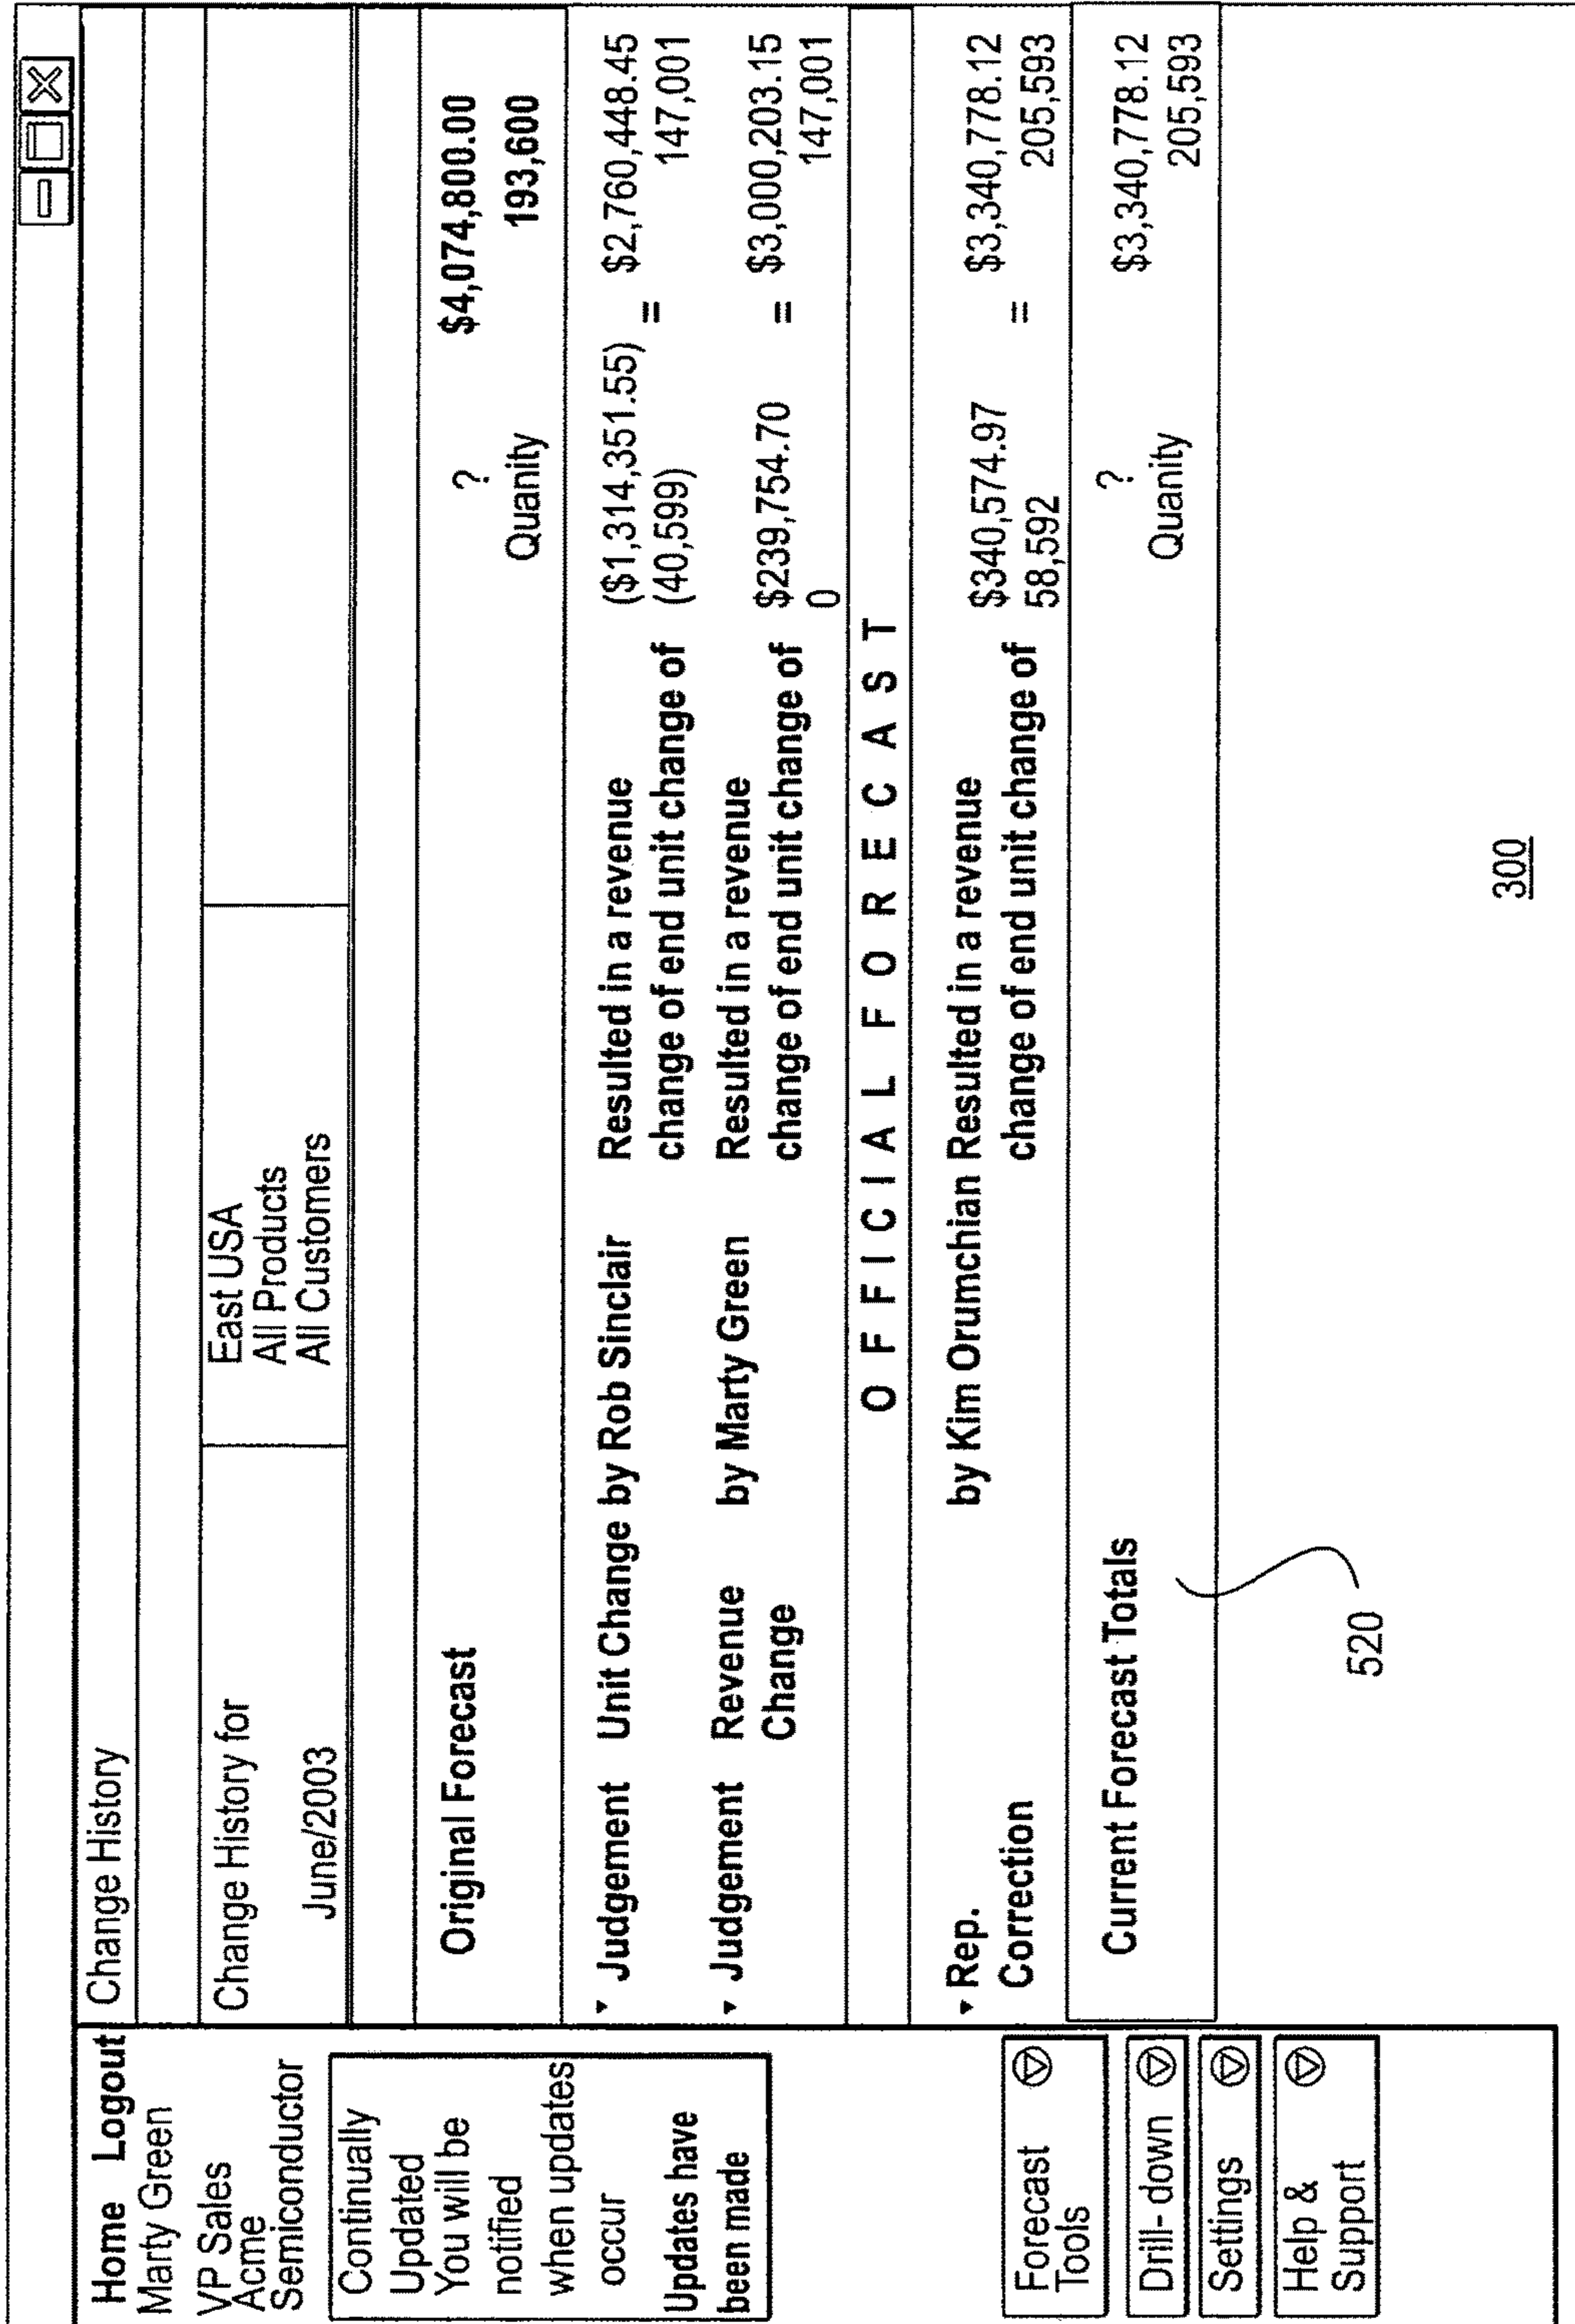 Home Logout
Marty Green
VP Sales
Acme
Semiconductor
Continually
Updated
You will be
notified
when updates
occur
Updates have
been made
Forecast
Tools
Drill- down
Settings
Help &
Support
Change History
Change History for
June/2003
East USA
All Products
All Customers
Original Forecast ? $4,074,800.00
Quanity 193,600
Judgement Unit Change by Rob Sinclair Resulted in a revenue ($1,314,351.55) $2,760,448.45
change of end unit change of (40,599) = 147,001
Judgement Revenue by Marty Green Resulted in a revenue $239,754.70 = $3,000,203.15
Change change of end unit change of 0 147,001
OFFICIAL FORECAST
Rep. by Kim Orumchian Resulted in a revenue $340,574.97 $3,340,778.12
Correction change of end unit change of 58,592 = 205,593
Current Forecast Totals ? $3,340,778.12
Quanity 205,593
520
300